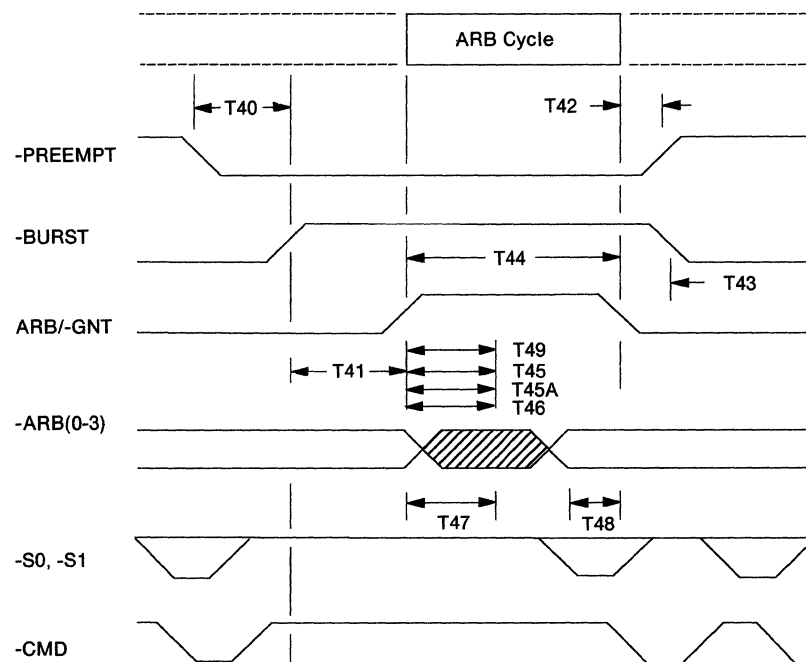 ARB Cycle
T40
T42
-PREEMPT
-BURST
T44
T43
ARB/-GNT
T49
T41
T45
T45A
T46
-ARB(0-3)
T47
T48
-S0, -S1
-CMD